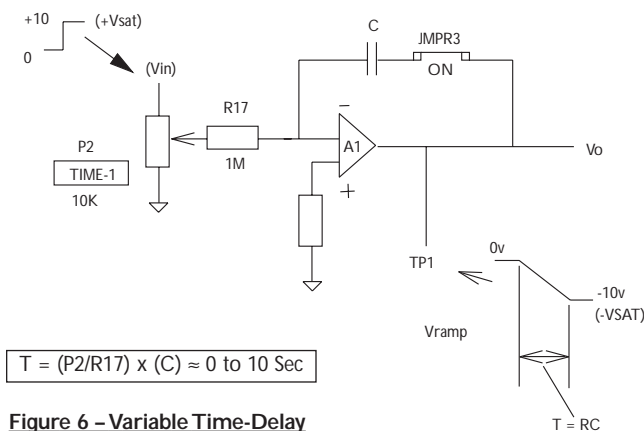 +10
(+Vsat)
0
(Vin)
C
JMPR3
ON
R17
1M
P2
TIME-1
10K
−
A1
+
Vo
TP1
0v
-10v
(-VSAT)
Vramp
T = (P2/R17) x (C) ≈ 0 to 10 Sec
T = RC
Figure 6 – Variable Time-Delay